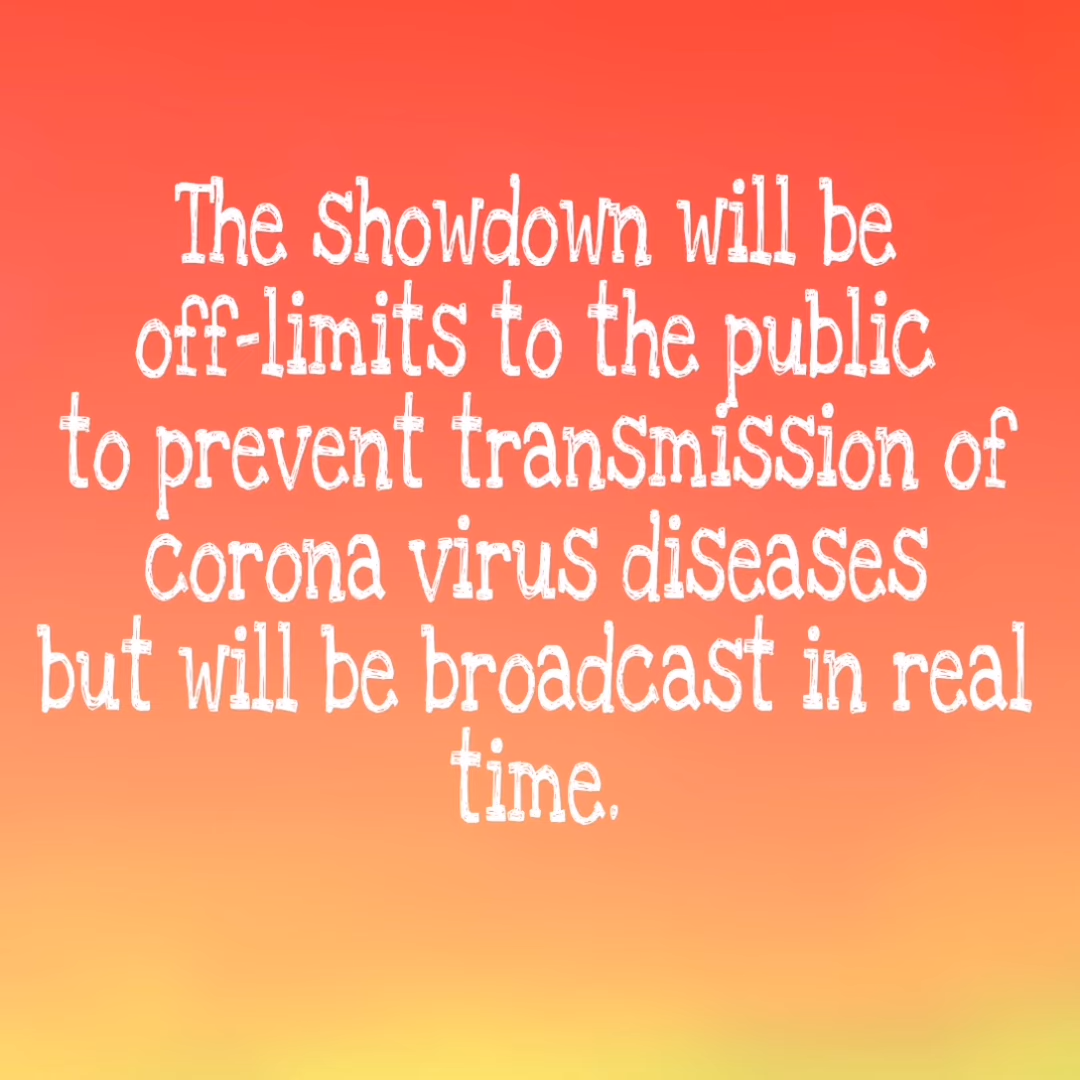 The showdown will be
off-limits to the public
to prevent transmission of
corona virus diseases
but will be broadcast in real
time.